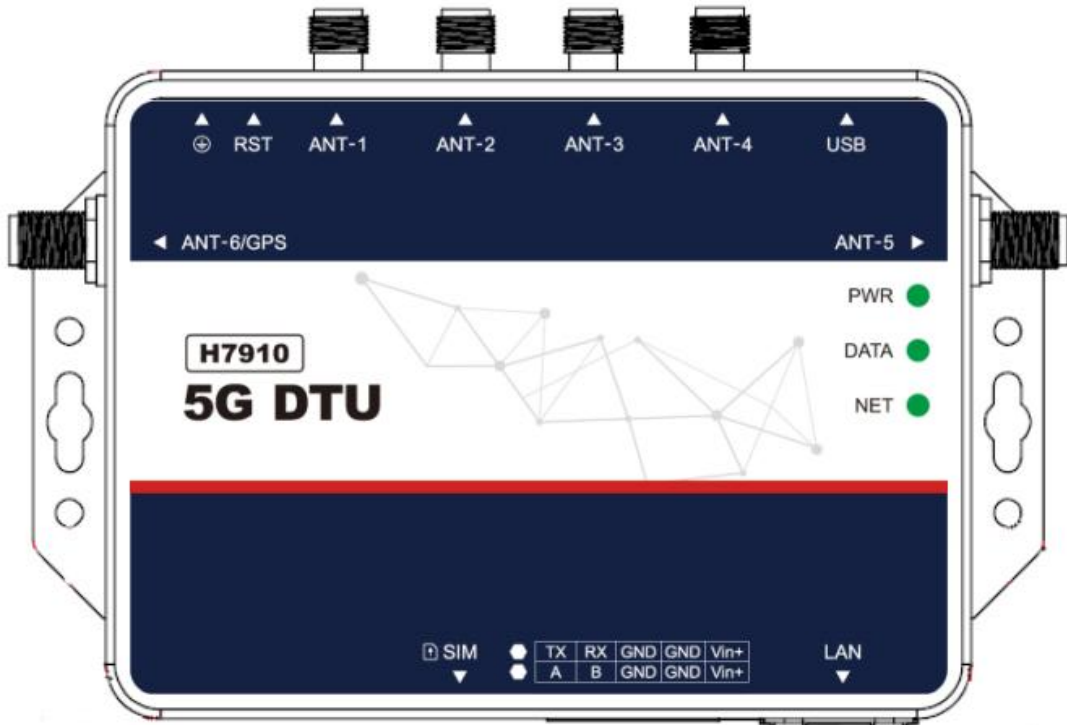 RST ANT-1 ANT-2 ANT-3 ANT-4 USB
ANT-6/GPS ANT-5
PWR
H7910
DATA
5G DTU
NET
SIM TX RX GND GND Vin+ LAN
A B GND GND Vin+